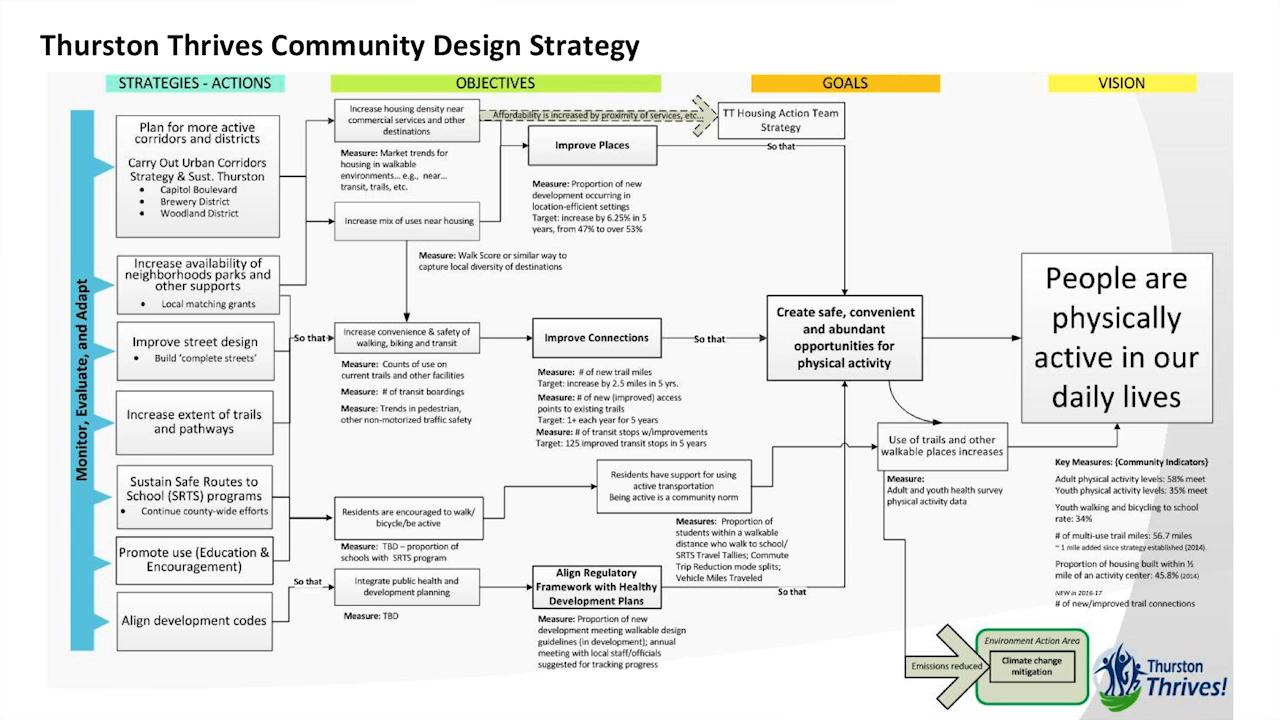 Thurston Thrives Community Design Strategy
STRATEGIES - ACTIONS
OBJECTIVES
GOALS
VISION
Monitor, Evaluate, and Adapt
Plan for more active
corridors and districts
Carry Out Urban Corridors
Strategy & Sust. Thurston
• Capitol Boulevard
• Brewery District
• Woodland District
Increase availability of
neighborhoods parks and
other supports
• Local matching grants
Improve street design
• Build ‘complete streets’
Increase extent of trails
and pathways
Sustain Safe Routes to
School (SRTS) programs
• Continue county-wide efforts
Promote use (Education &
Encouragement)
Align development codes
So that
So that
Increase housing density near
commercial services and other
destinations
Measure: Market trends for
housing in walkable
environments... e.g., near...
transit, trails, etc.
Increase mix of uses near housing
Measure: Walk Score or similar way to
capture local diversity of destinations
Increase convenience & safety of
walking, biking and transit
Measure: Counts of use on
current trails and other facilities
Measure: # of transit boardings
Measure: Trends in pedestrian,
other non-motorized traffic safety
Residents are encouraged to walk/
bicycle/be active
Measure: TBD – proportion of
schools with SRTS program
Integrate public health and
development planning
Measure: TBD
Affordability is increased by proximity of services, etc...
Improve Places
Measure: Proportion of new
development occurring in
location-efficient settings
Target: increase by 6.25% in 5
years, from 47% to over 53%
Improve Connections
Measure: # of new trail miles
Target: increase by 2.5 miles in 5 yrs.
Measure: # of new (improved) access
points to existing trails
Target: 1+ each year for 5 years
Measure: # of transit stops w/improvements
Target: 125 improved transit stops in 5 years
Residents have support for using
active transportation
Being active is a community norm
Measures: Proportion of
students within a walkable
distance who walk to school/
SRTS Travel Tallies; Commute
Trip Reduction mode splits;
Vehicle Miles Traveled
Align Regulatory
Framework with Healthy
Development Plans
Measure: Proportion of new
development meeting walkable design
guidelines (in development); annual
meeting with local staff/officials
suggested for tracking progress
TT Housing Action Team
Strategy
So that
So that
So that
Create safe, convenient
and abundant
opportunities for
physical activity
Use of trails and other
walkable places increases
Measure:
Adult and youth health survey
physical activity data
Emissions reduced
Environment Action Area
Climate change
mitigation
People are
physically
active in our
daily lives
Key Measures: (Community Indicators)
Adult physical activity levels: 58% meet
Youth physical activity levels: 35% meet
Youth walking and bicycling to school
rate: 34%
# of multi-use trail miles: 56.7 miles
~ 1 mile added since strategy established (2014).
Proportion of housing built within ½
mile of an activity center: 45.8% (2014)
NEW in 2016-17
# of new/improved trail connections
Thurston
Thrives!